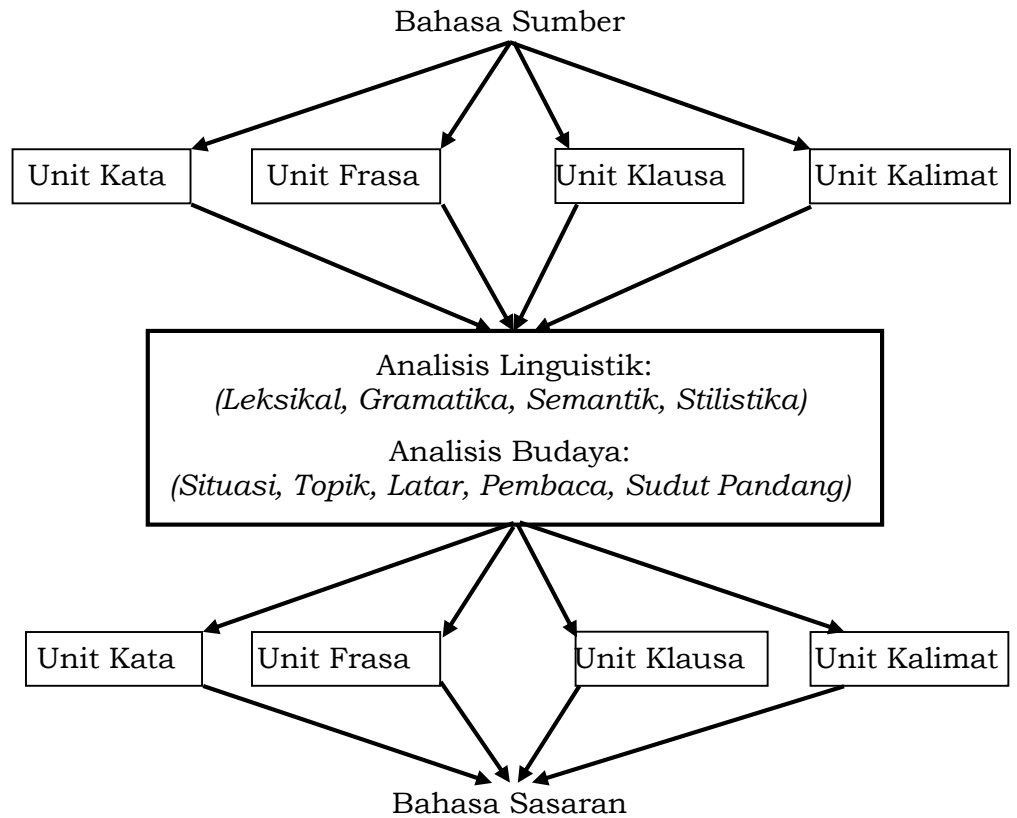 Bahasa Sumber
Unit Kata
Unit Frasa
Unit Klausa
Unit Kalimat
Analisis Linguistik:
(Leksikal, Gramatika, Semantik, Stilistika)
Analisis Budaya:
(Situasi, Topik, Latar, Pembaca, Sudut Pandang)
Unit Kata
Unit Frasa
Unit Klausa
Unit Kalimat
Bahasa Sasaran